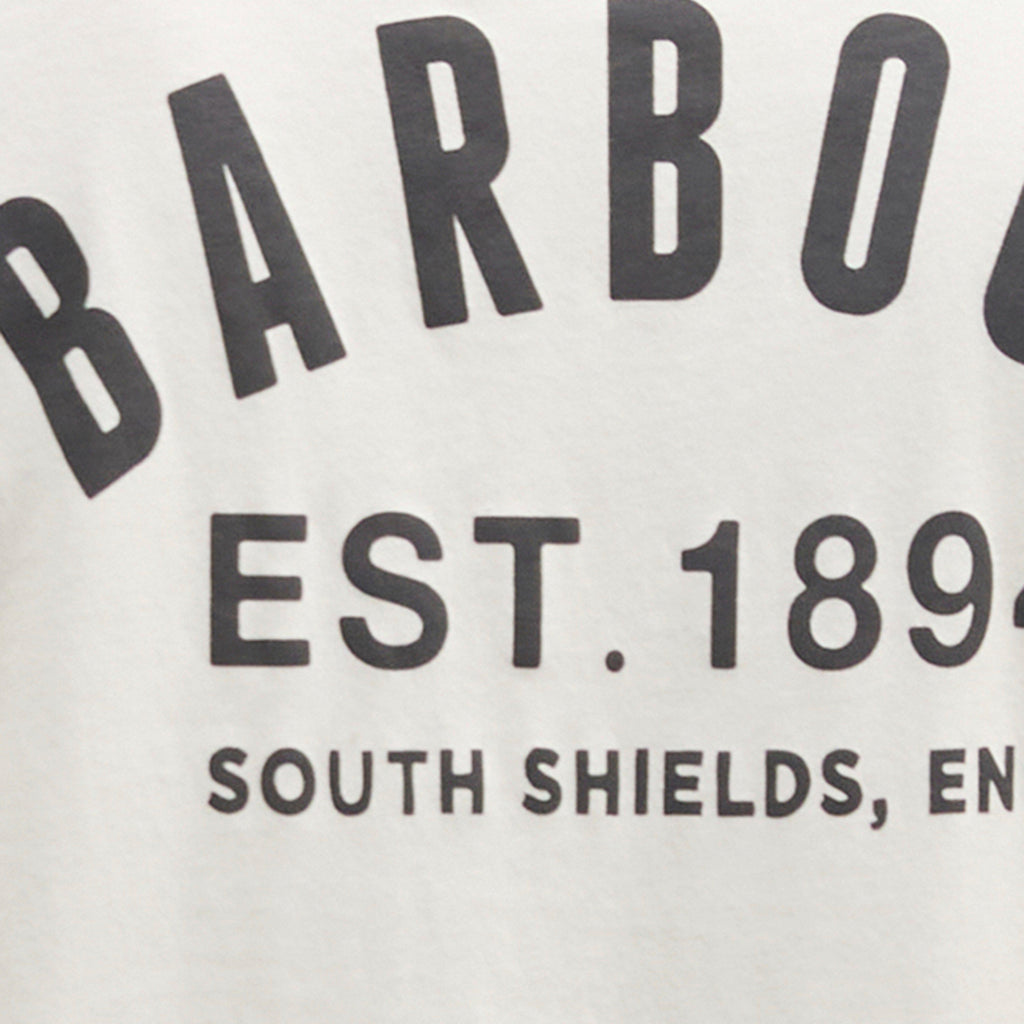 BARBO
EST. 189
SOUTH SHIELDS, EN